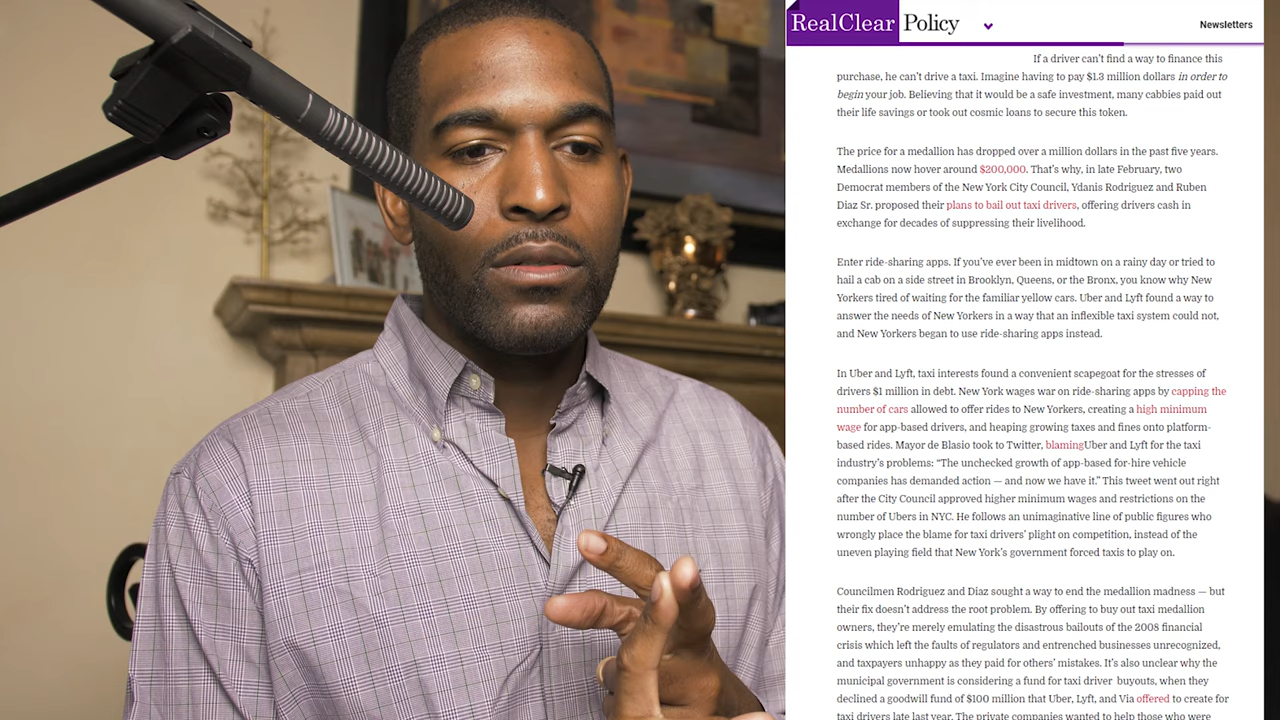 RealClear Policy
Newsletters
If a driver can't find a way to finance this
purchase, he can't drive a taxi. Imagine having to pay $1.3 million dollars in order to
begin your job. Believing that it would be a safe investment, many cabbies paid out
their life savings or took out cosmic loans to secure this token.
The price for a medallion has dropped over a million dollars in the past five years.
Medallions now hover around $200,000. That's why, in late February, two
Democrat members of the New York City Council, Ydanis Rodriguez and Ruben
Diaz Sr. proposed their plans to bail out taxi drivers, offering drivers cash in
exchange for decades of suppressing their livelihood.
Enter ride-sharing apps. If you've ever been in midtown on a rainy day or tried to
hail a cab on a side street in Brooklyn, Queens, or the Bronx, you know why New
Yorkers tired of waiting for the familiar yellow cars. Uber and Lyft found a way to
answer the needs of New Yorkers in a way that an inflexible taxi system could not,
and New Yorkers began to use ride-sharing apps instead.
In Uber and Lyft, taxi interests found a convenient scapegoat for the stresses of
drivers $1 million in debt. New York wages war on ride-sharing apps by capping the
number of cars allowed to offer rides to New Yorkers, creating a high minimum
wage for app-based drivers, and heaping growing taxes and fines onto platform-
based rides. Mayor de Blasio took to Twitter, blamingUber and Lyft for the taxi
industry's problems: “The unchecked growth of app-based for-hire vehicle
companies has demanded action — and now we have it.” This tweet went out right
after the City Council approved higher minimum wages and restrictions on the
number of Ubers in NYC. He follows an unimaginative line of public figures who
wrongly place the blame for taxi drivers' plight on competition, instead of the
uneven playing field that New York's government forced taxis to play on.
Councilmen Rodriguez and Diaz sought a way to end the medallion madness — but
their fix doesn't address the root problem. By offering to buy out taxi medallion
owners, they're merely emulating the disastrous bailouts of the 2008 financial
crisis which left the faults of regulators and entrenched businesses unrecognized,
and taxpayers unhappy as they paid for others' mistakes. It's also unclear why the
municipal government is considering a fund for taxi driver buyouts, when they
declined a goodwill fund of $100 million that Uber, Lyft, and Via offered to create for
taxi drivers late last year. The private companies wanted to help those who were